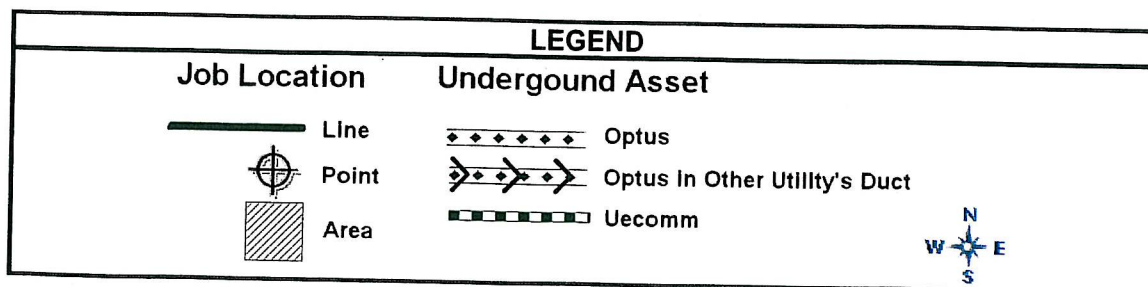 LEGEND
Job Location
Undergound Asset
Line
Point
Area
Optus
Optus in Other Utility's Duct
Uecomm
N
W E
S